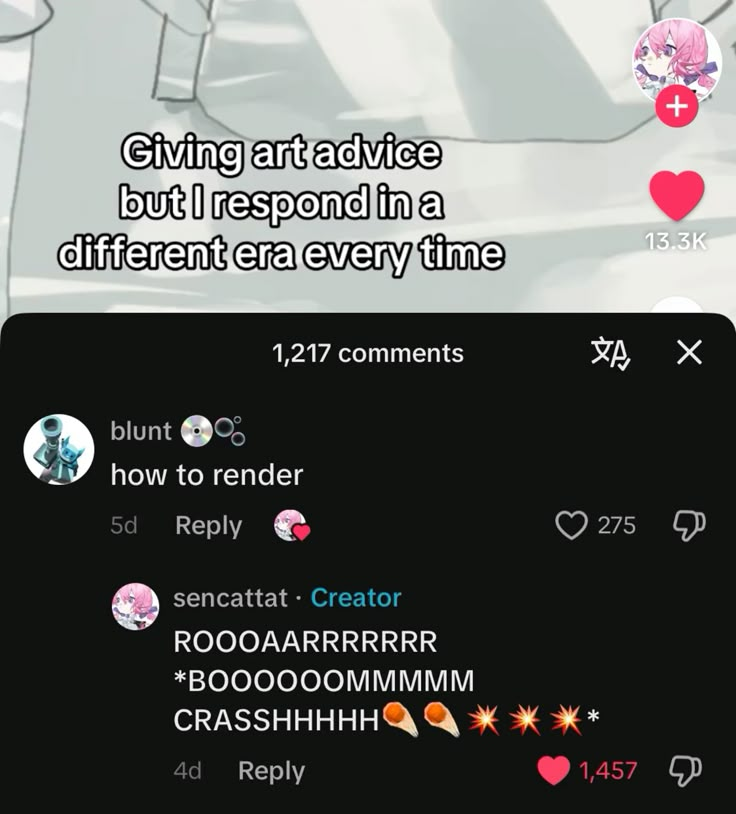 Giving art advice
but I respond in a
different era every time
13.3K
1,217 comments
blunt 💿🫧
how to render
5d Reply
275
sencattat · Creator
ROOOAARRRRRRR
*BOOOOOOMMMMM
CRASSHHHHH☄️☄️💥💥💥*
4d Reply
1,457